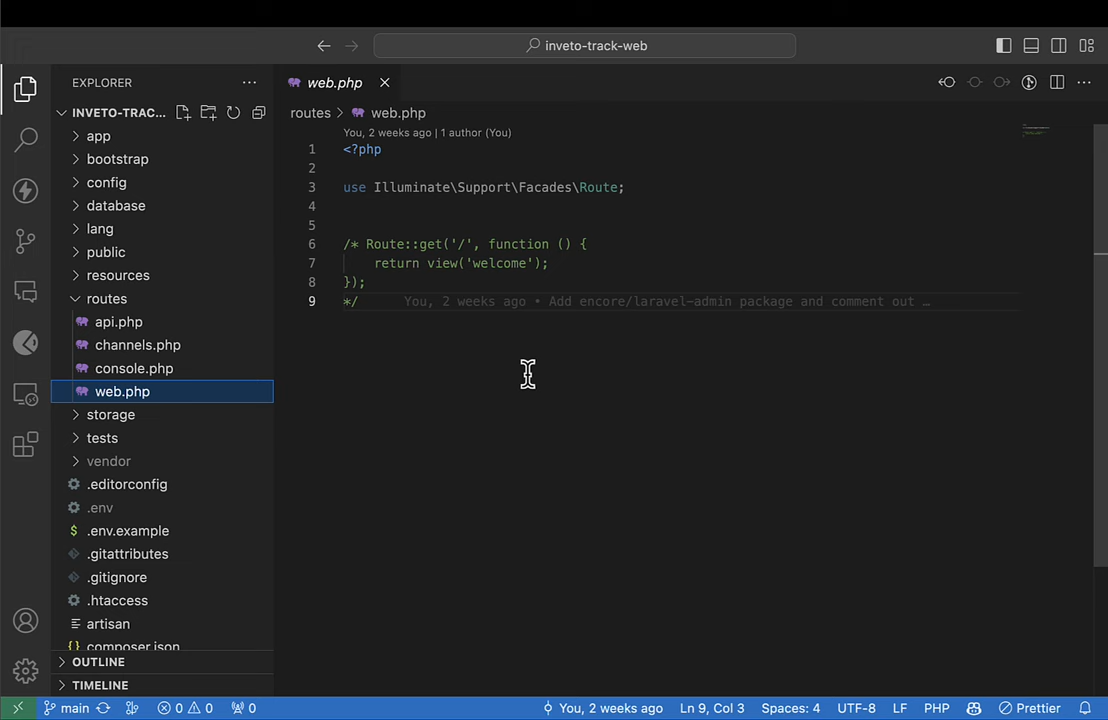 inveto-track-web
EXPLORER
web.php
INVETO-TRAC...
routes > web.php
app
You, 2 weeks ago | 1 author (You)
bootstrap
1 <?php
config
2
database
3 use Illuminate\Support\Facades\Route;
lang
4
public
5
resources
6 /* Route::get('/', function () {
routes
7 return view('welcome');
api.php
8 });
channels.php
9 */ You, 2 weeks ago • Add encore/laravel-admin package and comment out …
console.php
web.php
storage
tests
vendor
.editorconfig
.env
$ .env.example
.gitattributes
.gitignore
.htaccess
artisan
{} composer.json
OUTLINE
TIMELINE
main 0 0 0 You, 2 weeks ago Ln 9, Col 3 Spaces: 4 UTF-8 LF PHP Prettier